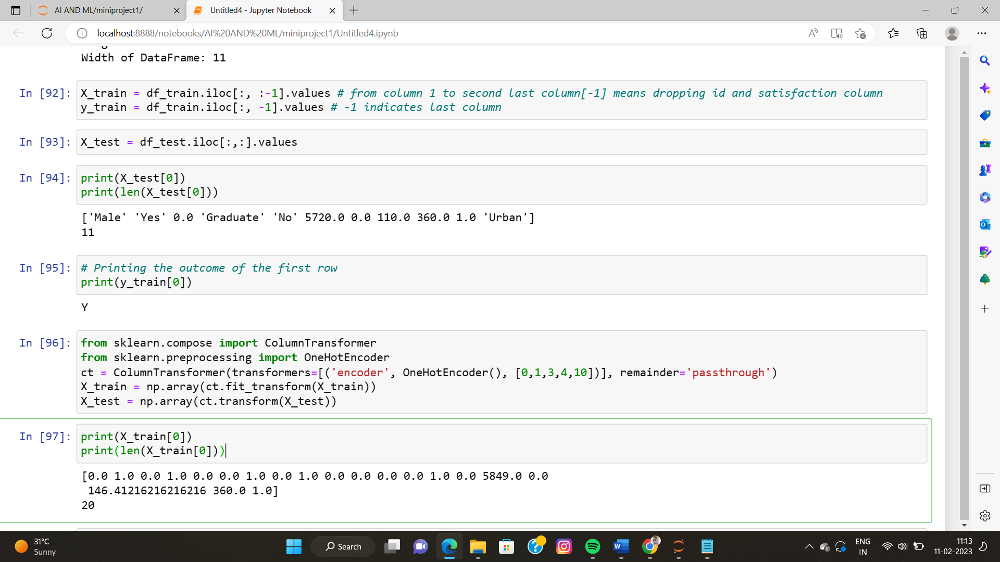 AI AND ML/miniproject1/
Untitled4 - Jupyter Notebook
localhost:8888/notebooks/AI%20AND%20ML/miniproject1/Untitled4.ipynb
Width of DataFrame: 11
In [92]:
X_train = df_train.iloc[:, :-1].values # from column 1 to second last column[-1] means dropping id and satisfaction column
y_train = df_train.iloc[:, -1].values # -1 indicates last column
In [93]:
X_test = df_test.iloc[:,:].values
In [94]:
print(X_test[0])
print(len(X_test[0]))
['Male' 'Yes' 0.0 'Graduate' 'No' 5720.0 0.0 110.0 360.0 1.0 'Urban']
11
In [95]:
# Printing the outcome of the first row
print(y_train[0])
Y
In [96]:
from sklearn.compose import ColumnTransformer
from sklearn.preprocessing import OneHotEncoder
ct = ColumnTransformer(transformers=[('encoder', OneHotEncoder(), [0,1,3,4,10])], remainder='passthrough')
X_train = np.array(ct.fit_transform(X_train))
X_test = np.array(ct.transform(X_test))
In [97]:
print(X_train[0])
print(len(X_train[0]))
[0.0 1.0 0.0 1.0 0.0 0.0 1.0 0.0 1.0 0.0 0.0 0.0 0.0 1.0 0.0 5849.0 0.0
146.41216216216216 360.0 1.0]
20
31°C
Sunny
Search
ENG
IN
11:13
11-02-2023